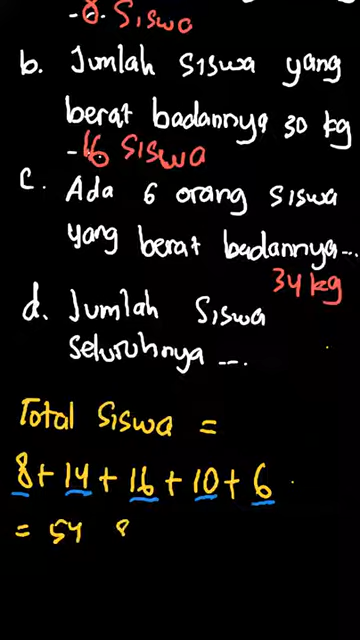 -8. Siswa
b. Jumlah siswa yang
berat badannya 30 kg
-16 siswa
c. Ada 6 orang siswa
yang berat badannya...
34 kg
d. Jumlah siswa
seluruhnya ...
Total siswa =
8 + 14 + 16 + 10 + 6
= 54 8